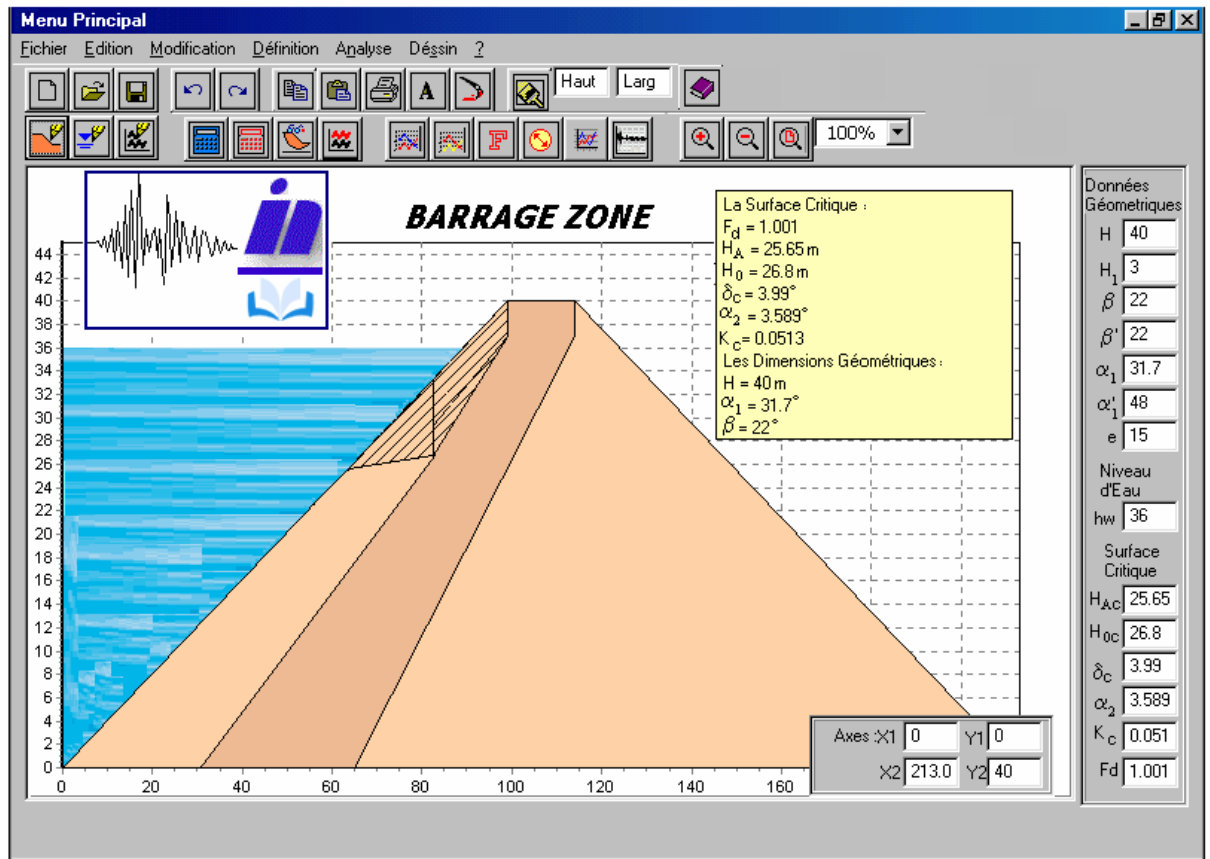 Menu Principal
Fichier Edition Modification Définition Analyse Déssin ?
Haut Larg
100%
BARRAGE ZONE
La Surface Critique :
Fd = 1.001
HA = 25.65 m
H0 = 26.8 m
δc = 3.99°
α2 = 3.589°
Kc = 0.0513
Les Dimensions Géométriques :
H = 40 m
α1 = 31.7°
β = 22°
44
42
40
38
36
34
32
30
28
26
24
22
20
18
16
14
12
10
8
6
4
2
0
0 20 40 60 80 100 120 140 160
Axes :X1 0 Y1 0
X2 213.0 Y2 40
Données
Géometriques
H 40
H1 3
β 22
β' 22
α1 31.7
α'1 48
e 15
Niveau
d'Eau
hw 36
Surface
Critique
HAc 25.65
H0c 26.8
δc 3.99
α2 3.589
Kc 0.051
Fd 1.001